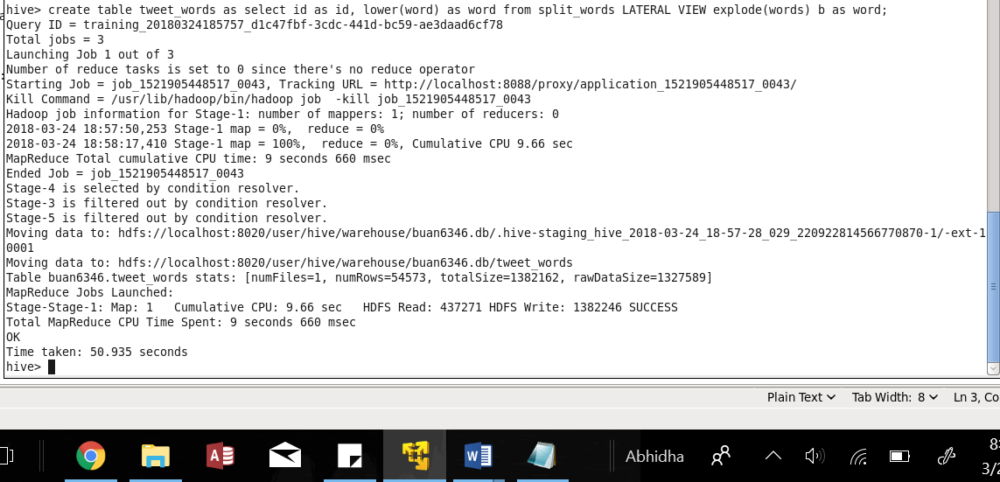 hive> create table tweet_words as select id as id, lower(word) as word from split_words LATERAL VIEW explode(words) b as word;
Query ID = training_20180324185757_d1c47fbf-3cdc-441d-bc59-ae3daad6cf78
Total jobs = 3
Launching Job 1 out of 3
Number of reduce tasks is set to 0 since there's no reduce operator
Starting Job = job_1521905448517_0043, Tracking URL = http://localhost:8088/proxy/application_1521905448517_0043/
Kill Command = /usr/lib/hadoop/bin/hadoop job  -kill job_1521905448517_0043
Hadoop job information for Stage-1: number of mappers: 1; number of reducers: 0
2018-03-24 18:57:50,253 Stage-1 map = 0%,  reduce = 0%
2018-03-24 18:58:17,410 Stage-1 map = 100%,  reduce = 0%, Cumulative CPU 9.66 sec
MapReduce Total cumulative CPU time: 9 seconds 660 msec
Ended Job = job_1521905448517_0043
Stage-4 is selected by condition resolver.
Stage-3 is filtered out by condition resolver.
Stage-5 is filtered out by condition resolver.
Moving data to: hdfs://localhost:8020/user/hive/warehouse/buan6346.db/.hive-staging_hive_2018-03-24_18-57-28_029_220922814566770870-1/-ext-1
0001
Moving data to: hdfs://localhost:8020/user/hive/warehouse/buan6346.db/tweet_words
Table buan6346.tweet_words stats: [numFiles=1, numRows=54573, totalSize=1382162, rawDataSize=1327589]
MapReduce Jobs Launched:
Stage-Stage-1: Map: 1   Cumulative CPU: 9.66 sec   HDFS Read: 437271 HDFS Write: 1382246 SUCCESS
Total MapReduce CPU Time Spent: 9 seconds 660 msec
OK
Time taken: 50.935 seconds
hive>
Plain Text Tab Width: 8 Ln 3, Co
Abhidha